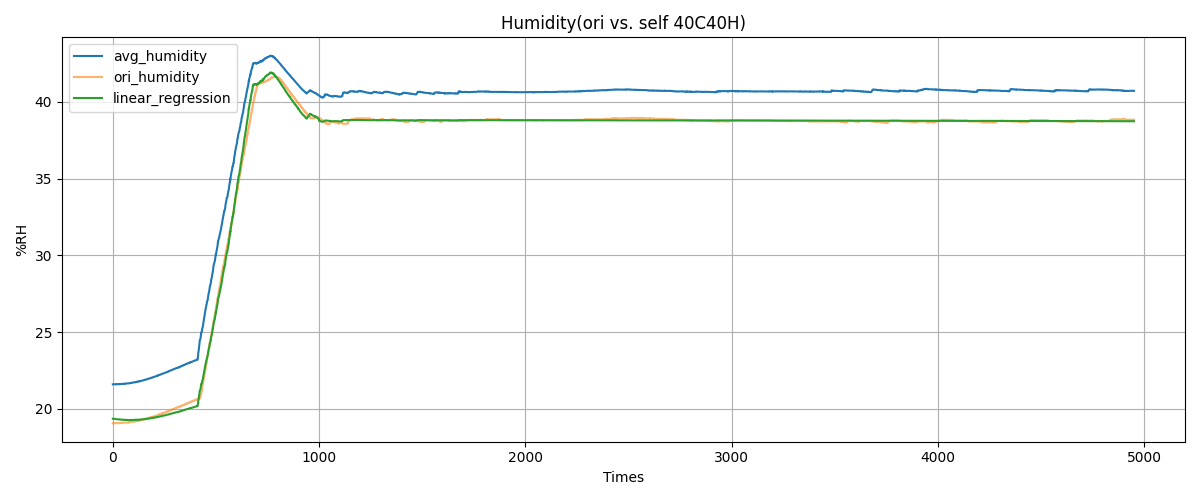 Humidity(ori vs. self 40C40H)
avg_humidity
ori_humidity
linear_regression
%RH
40
35
30
25
20
0 1000 2000 3000 4000 5000
Times